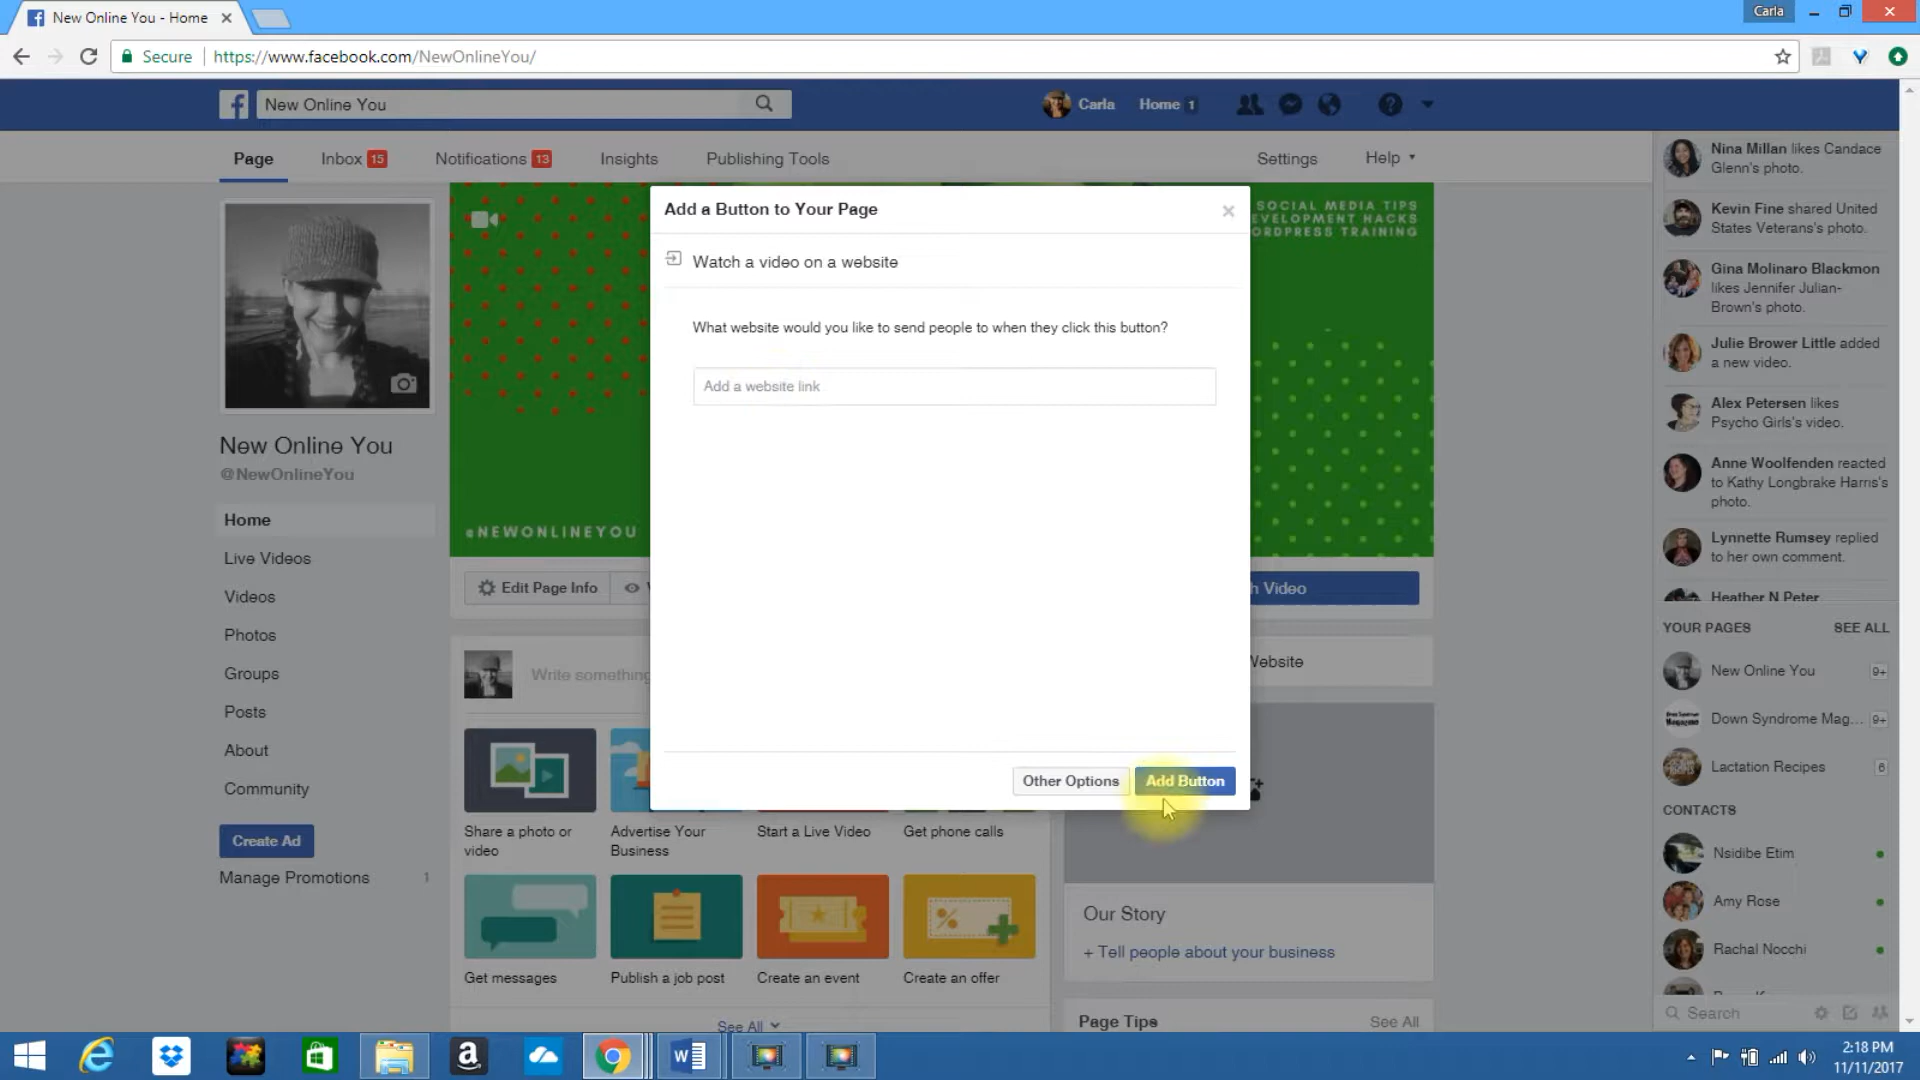 New Online You - Home
Carla
Secure
https://www.facebook.com/NewOnlineYou/
New Online You
Carla
Home 1
Page
Inbox 15
Notifications 13
Insights
Publishing Tools
Settings
Help
SOCIAL MEDIA TIPS
EVELOPMENT HACKS
ORDPRESS TRAINING
@NEWONLINEYOU
New Online You
@NewOnlineYou
Home
Live Videos
Videos
Photos
Groups
Posts
About
Community
Create Ad
Manage Promotions 1
Edit Page Info
h Video
Write something
Website
Add a Button to Your Page
Watch a video on a website
What website would you like to send people to when they click this button?
Add a website link
Other Options
Add Button
Share a photo or
video
Advertise Your
Business
Start a Live Video
Get phone calls
Get messages
Publish a job post
Create an event
Create an offer
See All
Our Story
+ Tell people about your business
Page Tips
See All
Nina Millan likes Candace
Glenn's photo.
Kevin Fine shared United
States Veterans's photo.
Gina Molinaro Blackmon
likes Jennifer Julian-
Brown's photo.
Julie Brower Little added
a new video.
Alex Petersen likes
Psycho Girls's video.
Anne Woolfenden reacted
to Kathy Longbrake Harris's
photo.
Lynnette Rumsey replied
to her own comment.
Heather N Peter
YOUR PAGES
SEE ALL
New Online You 9+
Down Syndrome Mag... 9+
Lactation Recipes 6
CONTACTS
Nsidibe Etim
Amy Rose
Rachal Nocchi
Search
2:18 PM
11/11/2017